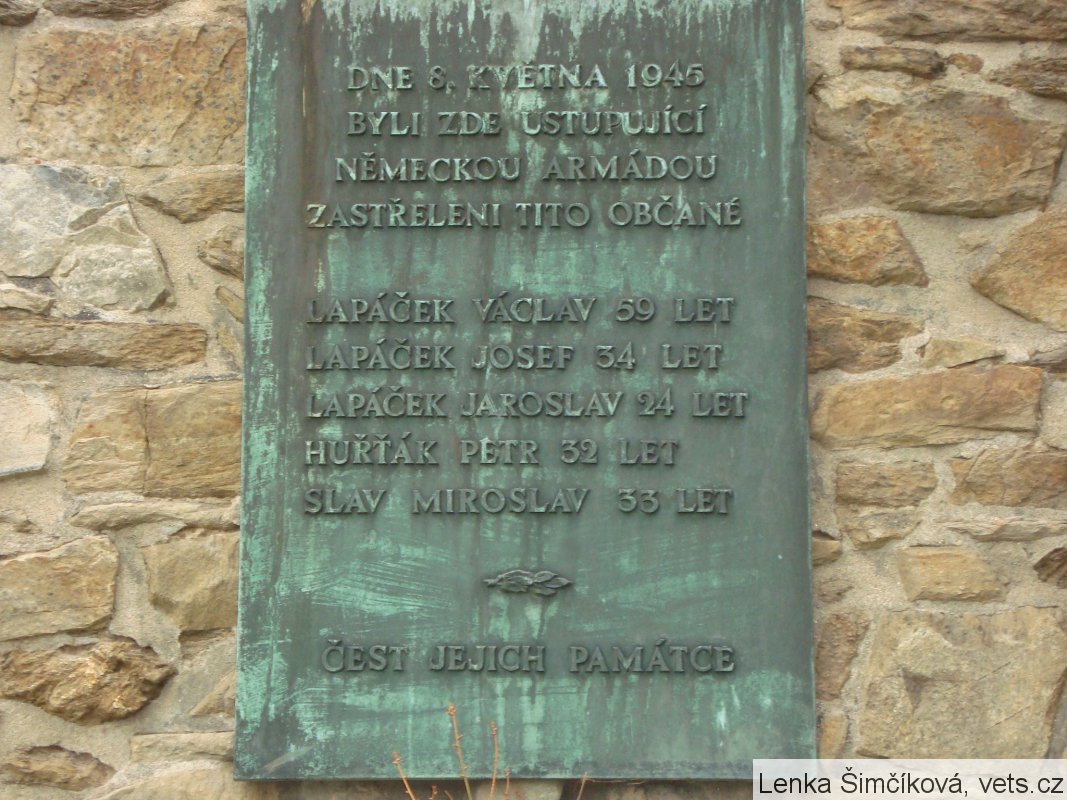 DNE 8. KVĚTNA 1945
BYLI ZDE USTUPUJÍCÍ
NĚMECKOU ARMÁDOU
ZASTŘELENI TITO OBČANÉ
LAPÁČEK VÁCLAV 59 LET
LAPÁČEK JOSEF 34 LET
LAPÁČEK JAROSLAV 24 LET
HUŘŤÁK PETR 32 LET
SLAV MIROSLAV 33 LET
ČEST JEJICH PAMÁTCE
Lenka Šimčíková, vets.cz